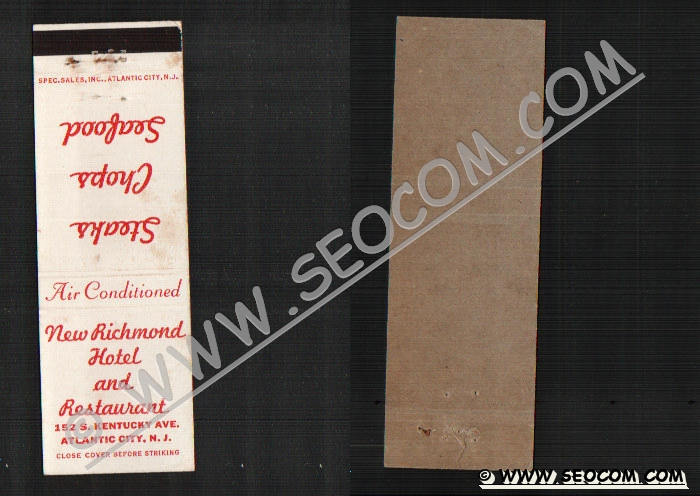 SPEC. SALES, INC., ATLANTIC CITY, N.J.
Seafood
Chops
Steaks
Air Conditioned
New Richmond
Hotel
and
Restaurant
152 S. KENTUCKY AVE.
ATLANTIC CITY, N. J.
CLOSE COVER BEFORE STRIKING
© WWW.SEOCOM.COM
© WWW.SEOCOM.COM